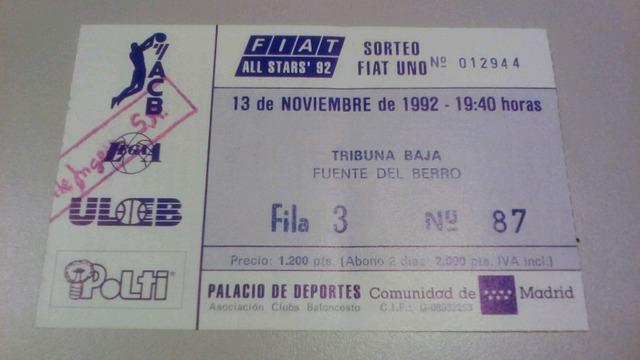 ACB
ULEB
Polti
FIAT
ALL STARS' 92
SORTEO
FIAT UNO Nº 012944
13 de NOVIEMBRE de 1992 - 19:40 horas
TRIBUNA BAJA
FUENTE DEL BERRO
Fila 3 Nº 87
Precio: 1.200 pts. (Abono 2 días: 2.000 pts. IVA incl.)
PALACIO DE DEPORTES
Asociación Clubs Baloncesto
Comunidad de Madrid
C.I.F.: